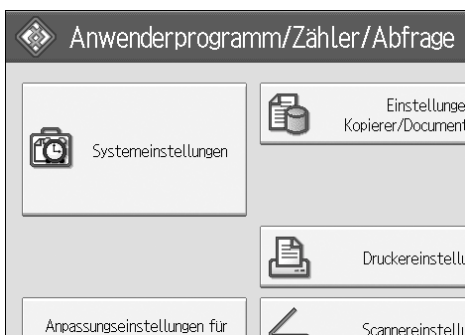 Anwenderprogramm/Zähler/Abfrage
Systemeinstellungen
Einstellunge
Kopierer/Document
Druckereinstellu
Anpassungseinstellungen für
Scannereinstellu